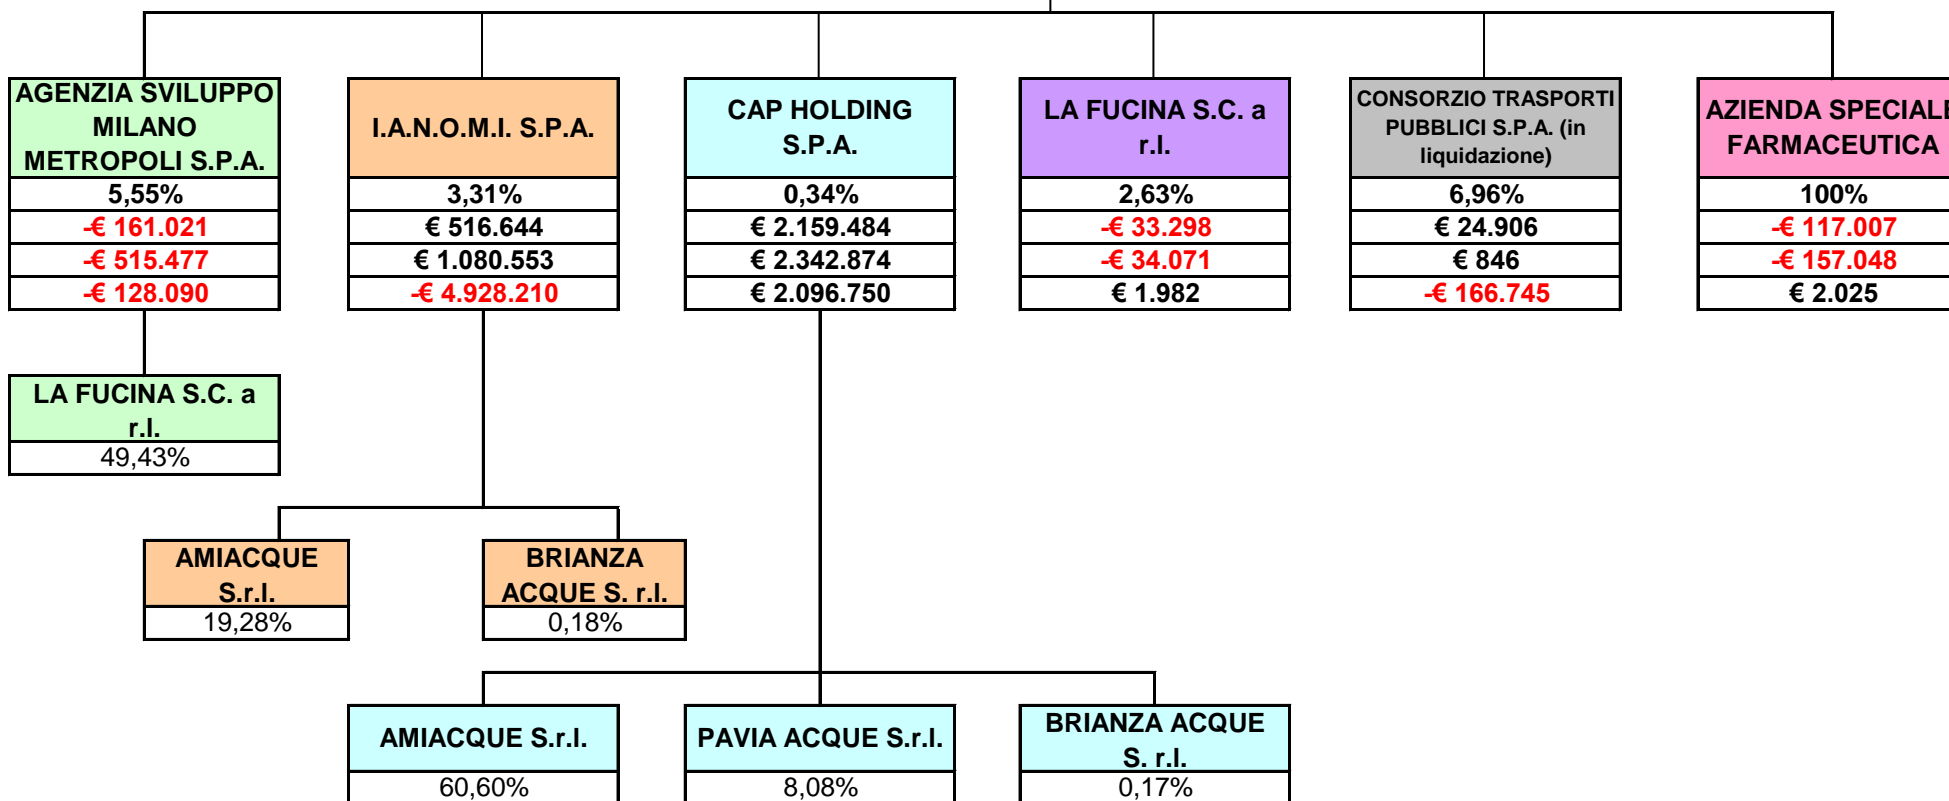 AGENZIA SVILUPPO
MILANO
METROPOLI S.P.A.
5,55%
-€ 161.021
-€ 515.477
-€ 128.090
I.A.N.O.M.I. S.P.A.
3,31%
€ 516.644
€ 1.080.553
-€ 4.928.210
CAP HOLDING
S.P.A.
0,34%
€ 2.159.484
€ 2.342.874
€ 2.096.750
LA FUCINA S.C. a
r.l.
2,63%
-€ 33.298
-€ 34.071
€ 1.982
CONSORZIO TRASPORTI
PUBBLICI S.P.A. (in
liquidazione)
6,96%
€ 24.906
€ 846
-€ 166.745
AZIENDA SPECIALE
FARMACEUTICA
100%
-€ 117.007
-€ 157.048
€ 2.025
LA FUCINA S.C. a
r.l.
49,43%
AMIACQUE
S.r.l.
19,28%
BRIANZA
ACQUE S. r.l.
0,18%
AMIACQUE S.r.l.
60,60%
PAVIA ACQUE S.r.l.
8,08%
BRIANZA ACQUE
S. r.l.
0,17%